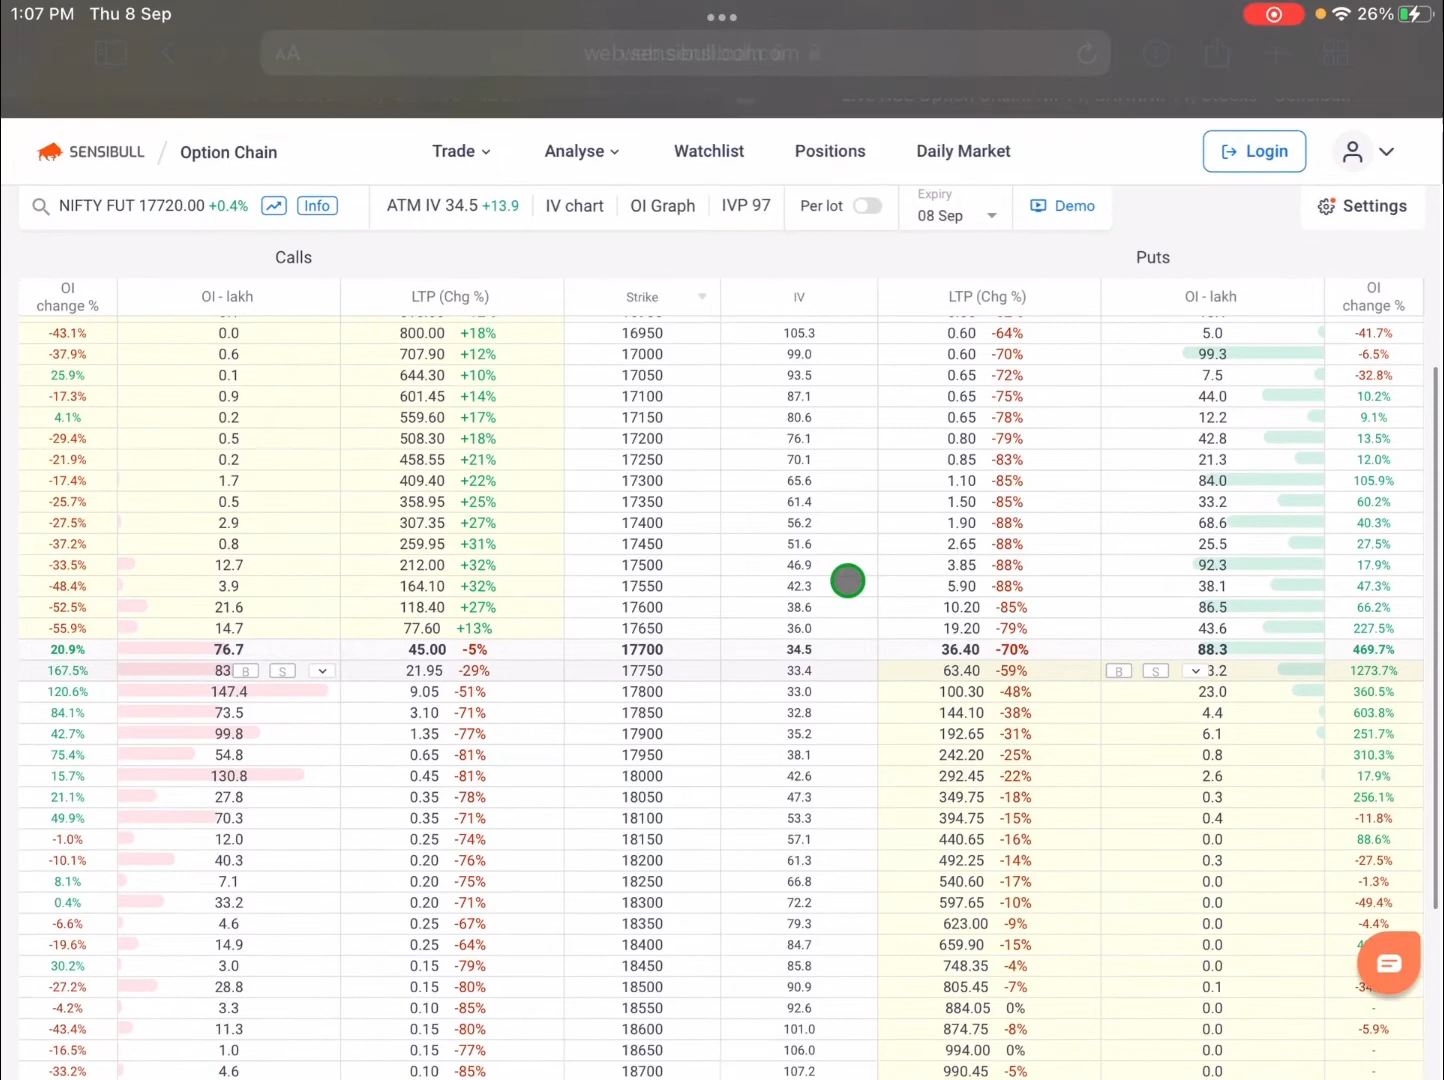 1:07 PM Thu 8 Sep 26%
AA
SENSIBULL / Option Chain Trade Analyse Watchlist Positions Daily Market Login
NIFTY FUT 17720.00 +0.4% Info ATM IV 34.5 +13.9 IV chart OI Graph IVP 97 Per lot Expiry 08 Sep Demo Settings
Calls Puts
OI change % OI - lakh LTP (Chg %) Strike IV LTP (Chg %) OI - lakh OI change %
-43.1% 0.0 800.00 +18% 16950 105.3 0.60 -64% 5.0 -41.7%
-37.9% 0.6 707.90 +12% 17000 99.0 0.60 -70% 99.3 -6.5%
25.9% 0.1 644.30 +10% 17050 93.5 0.65 -72% 7.5 -32.8%
-17.3% 0.9 601.45 +14% 17100 87.1 0.65 -75% 44.0 10.2%
4.1% 0.2 559.60 +17% 17150 80.6 0.65 -78% 12.2 9.1%
-29.4% 0.5 508.30 +18% 17200 76.1 0.80 -79% 42.8 13.5%
-21.9% 0.2 458.55 +21% 17250 70.1 0.85 -83% 21.3 12.0%
-17.4% 1.7 409.40 +22% 17300 65.6 1.10 -85% 84.0 105.9%
-25.7% 0.5 358.95 +25% 17350 61.4 1.50 -85% 33.2 60.2%
-27.5% 2.9 307.35 +27% 17400 56.2 1.90 -88% 68.6 40.3%
-37.2% 0.8 259.95 +31% 17450 51.6 2.65 -88% 25.5 27.5%
-33.5% 12.7 212.00 +32% 17500 46.9 3.85 -88% 92.3 17.9%
-48.4% 3.9 164.10 +32% 17550 42.3 5.90 -88% 38.1 47.3%
-52.5% 21.6 118.40 +27% 17600 38.6 10.20 -85% 86.5 66.2%
-55.9% 14.7 77.60 +13% 17650 36.0 19.20 -79% 43.6 227.5%
20.9% 76.7 45.00 -5% 17700 34.5 36.40 -70% 88.3 469.7%
167.5% 83 B S 21.95 -29% 17750 33.4 63.40 -59% B S 3.2 1273.7%
120.6% 147.4 9.05 -51% 17800 33.0 100.30 -48% 23.0 360.5%
84.1% 73.5 3.10 -71% 17850 32.8 144.10 -38% 4.4 603.8%
42.7% 99.8 1.35 -77% 17900 35.2 192.65 -31% 6.1 251.7%
75.4% 54.8 0.65 -81% 17950 38.1 242.20 -25% 0.8 310.3%
15.7% 130.8 0.45 -81% 18000 42.6 292.45 -22% 2.6 17.9%
21.1% 27.8 0.35 -78% 18050 47.3 349.75 -18% 0.3 256.1%
49.9% 70.3 0.35 -71% 18100 53.3 394.75 -15% 0.4 -11.8%
-1.0% 12.0 0.25 -74% 18150 57.1 440.65 -16% 0.0 88.6%
-10.1% 40.3 0.20 -76% 18200 61.3 492.25 -14% 0.3 -27.5%
8.1% 7.1 0.20 -75% 18250 66.8 540.60 -17% 0.0 -1.3%
0.4% 33.2 0.20 -71% 18300 72.2 597.65 -10% 0.0 -49.4%
-6.6% 4.6 0.25 -67% 18350 79.3 623.00 -9% 0.0 -4.4%
-19.6% 14.9 0.25 -64% 18400 84.7 659.90 -15% 0.0
30.2% 3.0 0.15 -79% 18450 85.8 748.35 -4% 0.0
-27.2% 28.8 0.15 -80% 18500 90.9 805.45 -7% 0.1
-4.2% 3.3 0.10 -85% 18550 92.6 884.05 0% 0.0 -
-43.4% 11.3 0.15 -80% 18600 101.0 874.75 -8% 0.0 -5.9%
-16.5% 1.0 0.15 -77% 18650 106.0 994.00 0% 0.0 -
-33.2% 4.6 0.10 -85% 18700 107.2 990.45 -5% 0.0 -